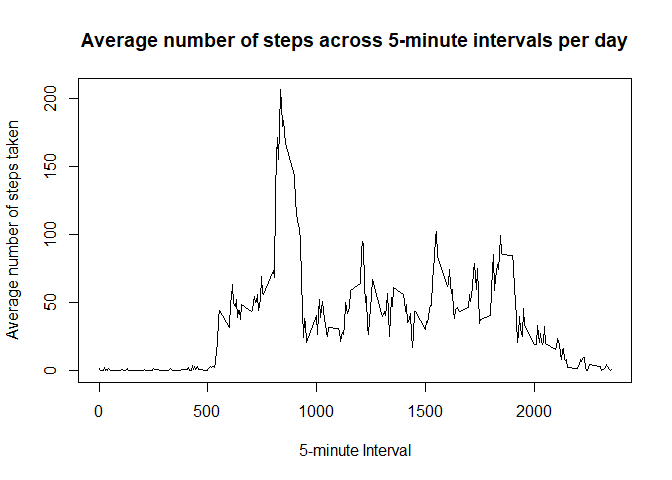 Average number of steps across 5-minute intervals per day
Average number of steps taken
200
150
100
50
0
0 500 1000 1500 2000
5-minute Interval